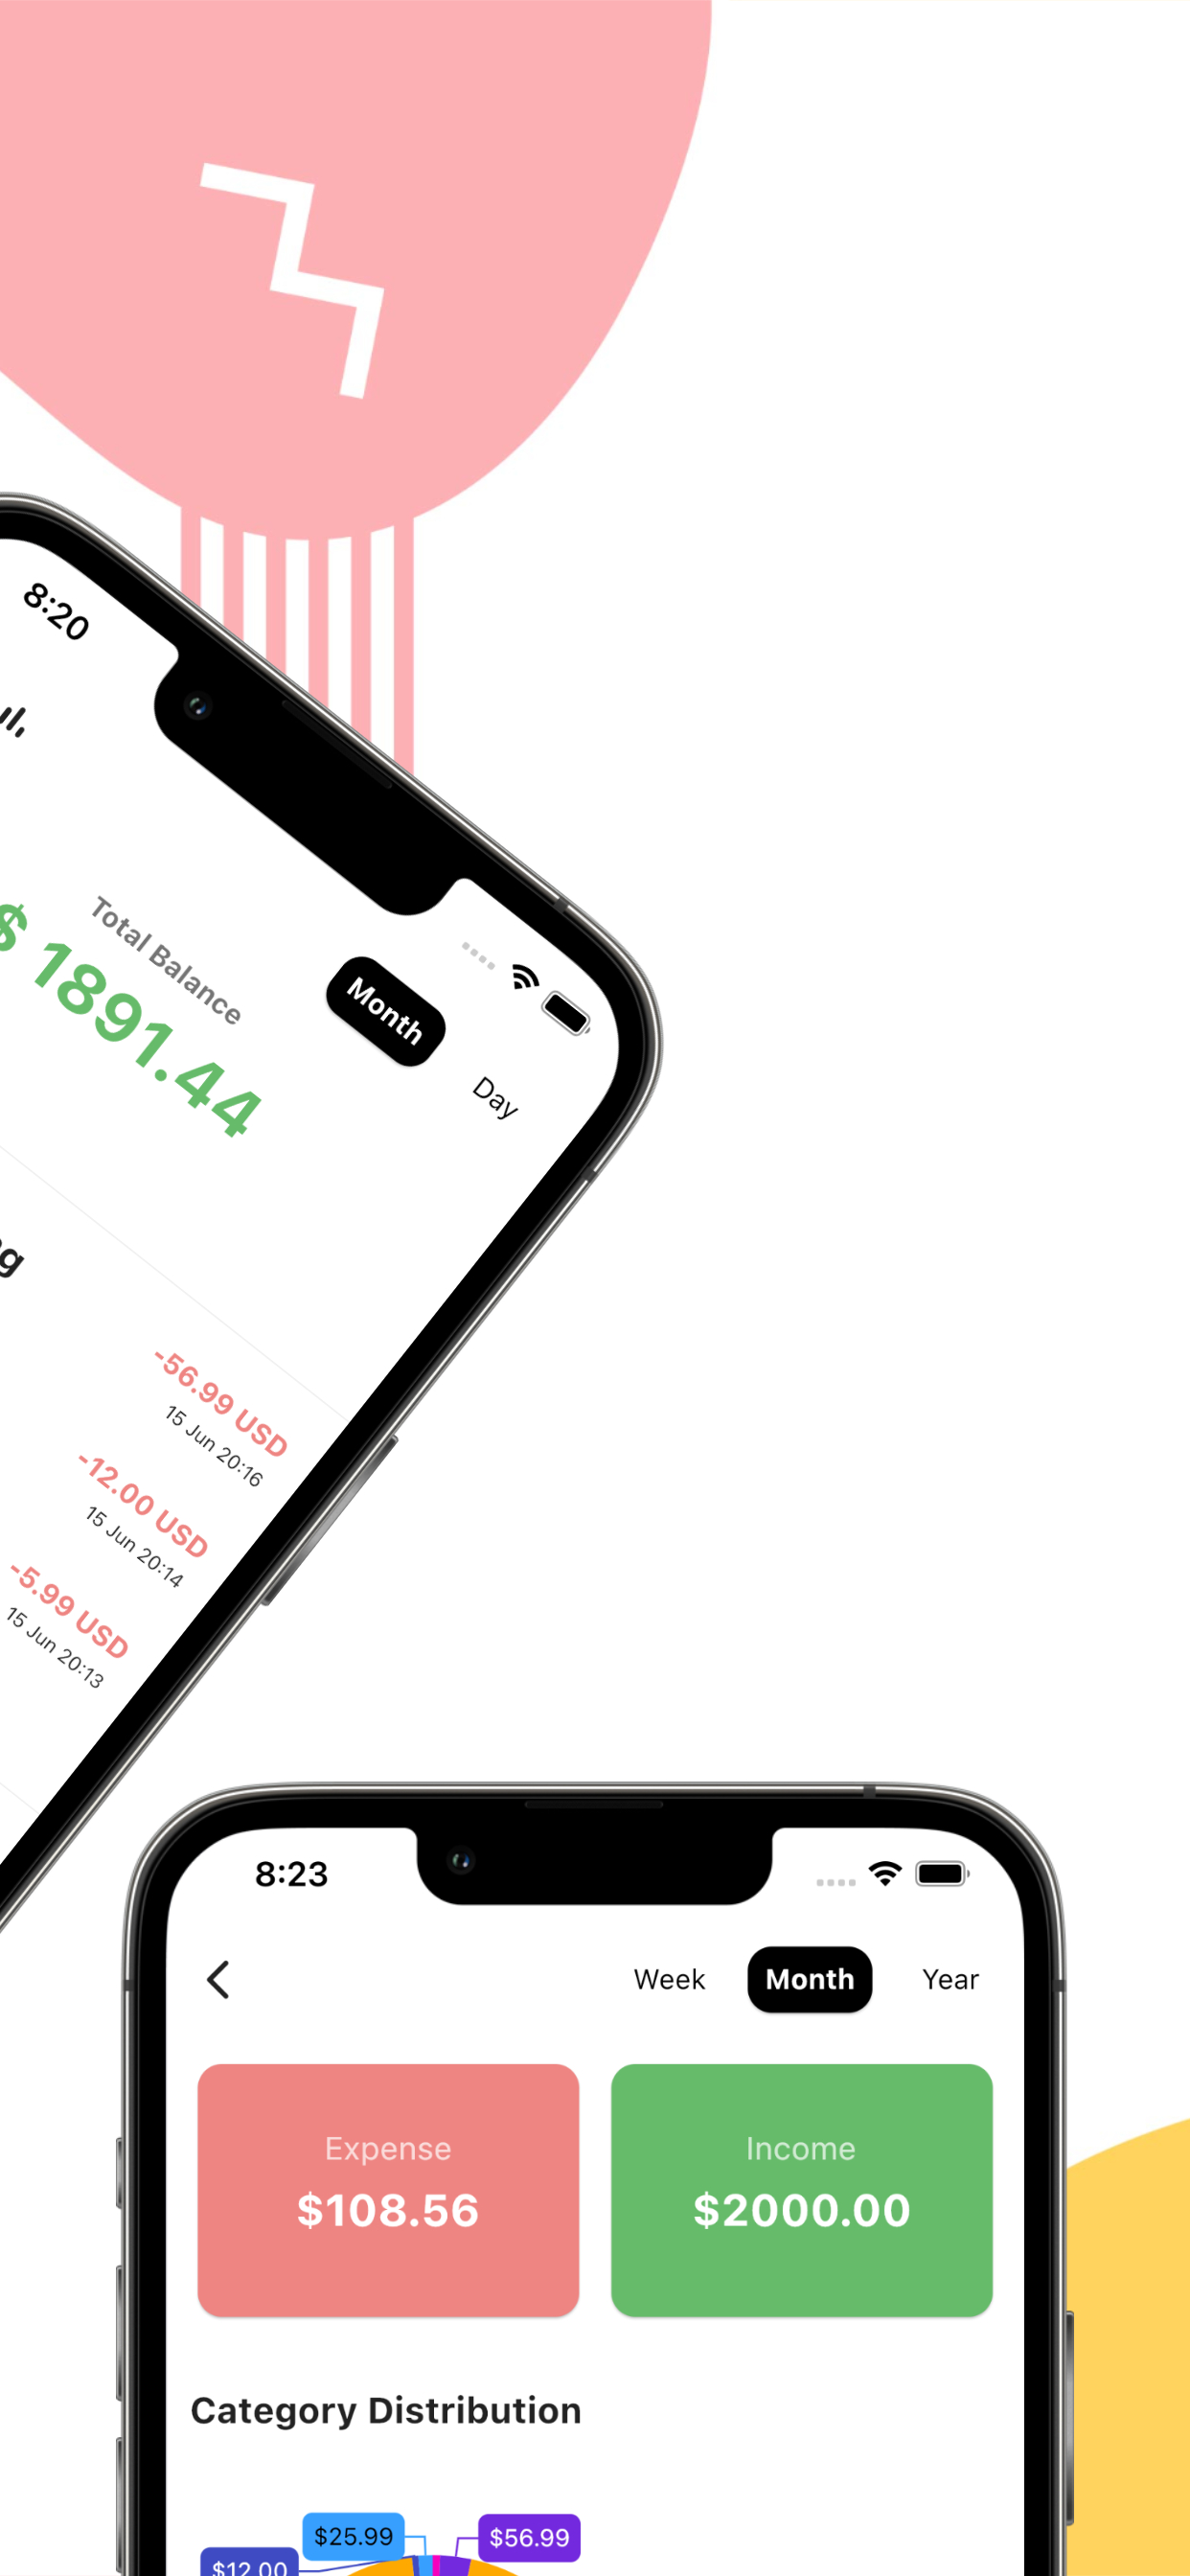 8:20
Month
Day
Total Balance
$ 1891.44
-56.99 USD
15 Jun 20:16
-12.00 USD
15 Jun 20:14
-5.99 USD
15 Jun 20:13
8:23
Week Month Year
Expense Income
$108.56 $2000.00
Category Distribution
$25.99 $56.99
$12.00